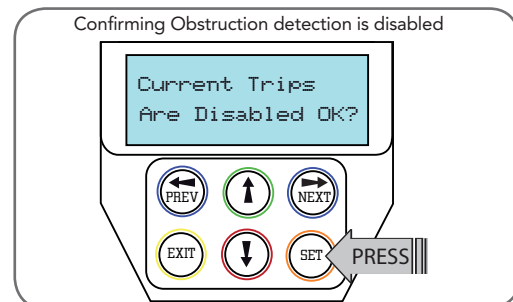 Confirming Obstruction detection is disabled
Current Trips
Are Disabled OK?
PREV
NEXT
EXIT
SET
PRESS